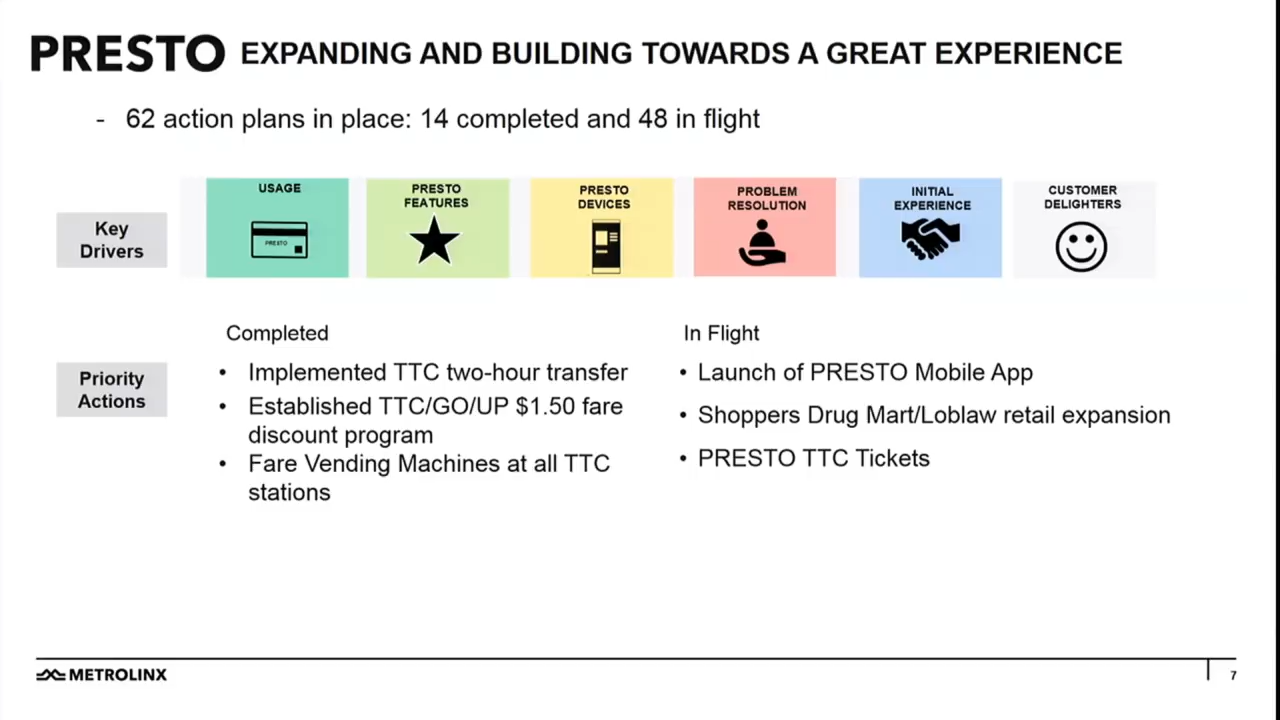 PRESTO EXPANDING AND BUILDING TOWARDS A GREAT EXPERIENCE
- 62 action plans in place: 14 completed and 48 in flight
Key
Drivers
USAGE
PRESTO
PRESTO
FEATURES
PRESTO
DEVICES
PROBLEM
RESOLUTION
INITIAL
EXPERIENCE
CUSTOMER
DELIGHTERS
Priority
Actions
Completed
• Implemented TTC two-hour transfer
• Established TTC/GO/UP $1.50 fare
discount program
• Fare Vending Machines at all TTC
stations
In Flight
• Launch of PRESTO Mobile App
• Shoppers Drug Mart/Loblaw retail expansion
• PRESTO TTC Tickets
METROLINX
7